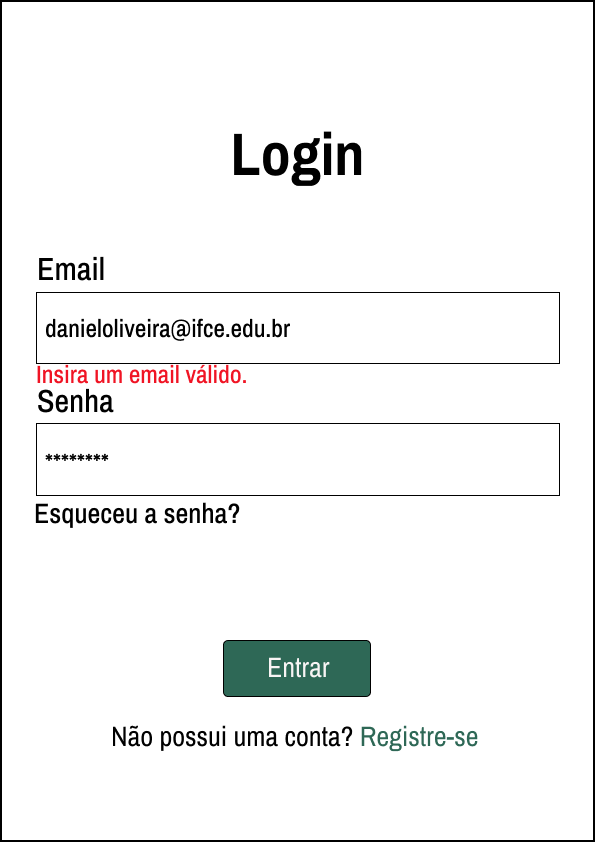 Login
Email
danieloliveira@ifce.edu.br
Insira um email válido.
Senha
********
Esqueceu a senha?
Entrar
Não possui uma conta? Registre-se